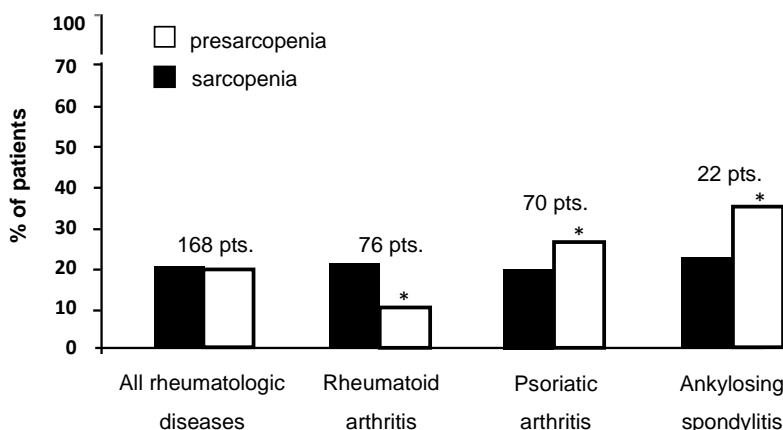 100
70
60
50
40
30
20
10
0
% of patients
presarcopenia
sarcopenia
168 pts.
76 pts.
70 pts.
22 pts.
*
*
*
All rheumatologic
diseases
Rheumatoid
arthritis
Psoriatic
arthritis
Ankylosing
spondylitis